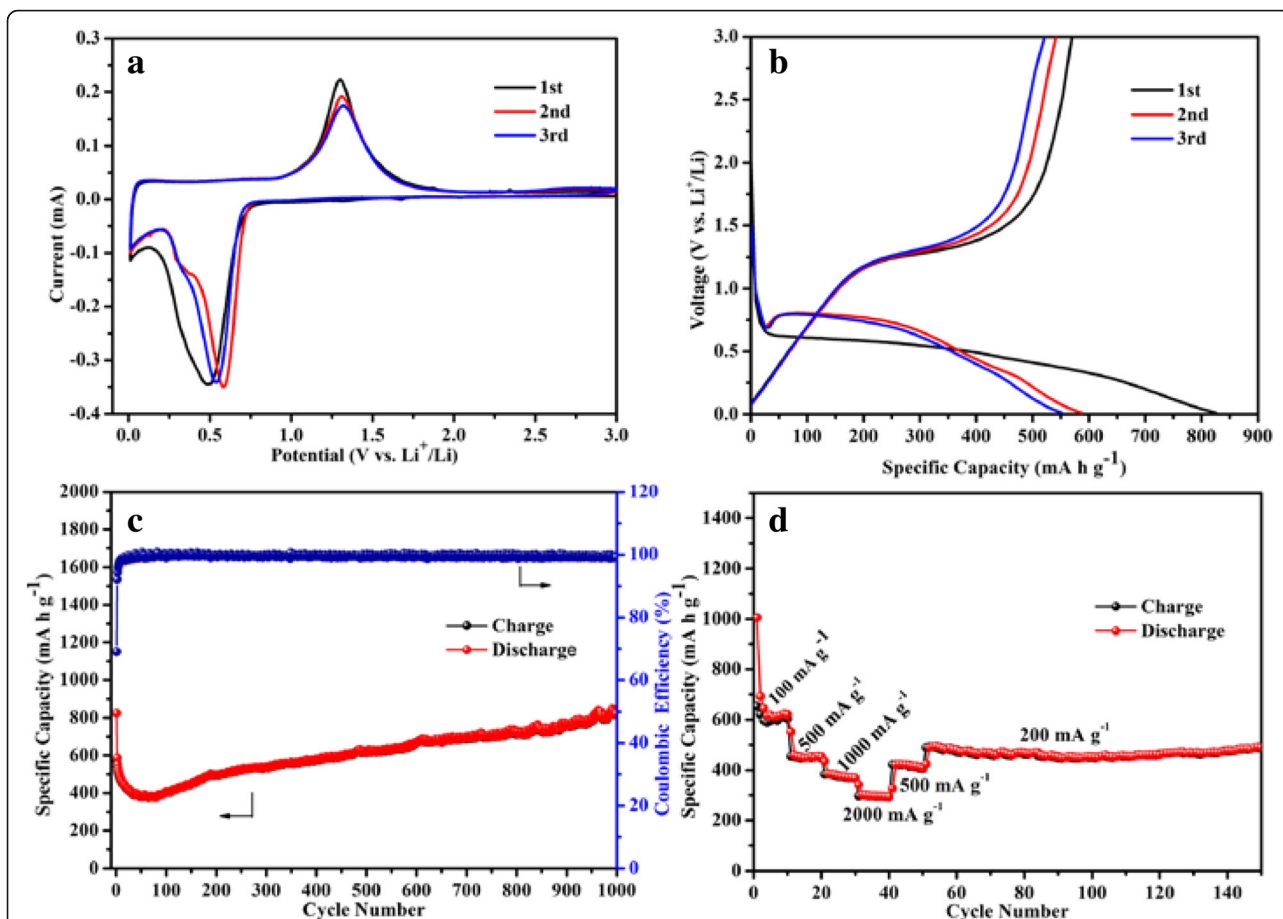 a
1st
2nd
3rd
0.3
0.2
0.1
0.0
-0.1
-0.2
-0.3
-0.4
Current (mA)
0.0 0.5 1.0 1.5 2.0 2.5 3.0
Potential (V vs. Li⁺/Li)
b
1st
2nd
3rd
3.0
2.5
2.0
1.5
1.0
0.5
0.0
Voltage (V vs. Li⁺/Li)
0 100 200 300 400 500 600 700 800 900
Specific Capacity (mA h g⁻¹)
c
Charge
Discharge
2000
1800
1600
1400
1200
1000
800
600
400
200
0
Specific Capacity (mA h g⁻¹)
120
100
80
60
40
20
0
Coulombic Efficiency (%)
0 100 200 300 400 500 600 700 800 900 1000
Cycle Number
d
Charge
Discharge
1400
1200
1000
800
600
400
200
0
Specific Capacity (mA h g⁻¹)
100 mA g⁻¹
500 mA g⁻¹
1000 mA g⁻¹
2000 mA g⁻¹
500 mA g⁻¹
200 mA g⁻¹
0 20 40 60 80 100 120 140
Cycle Number